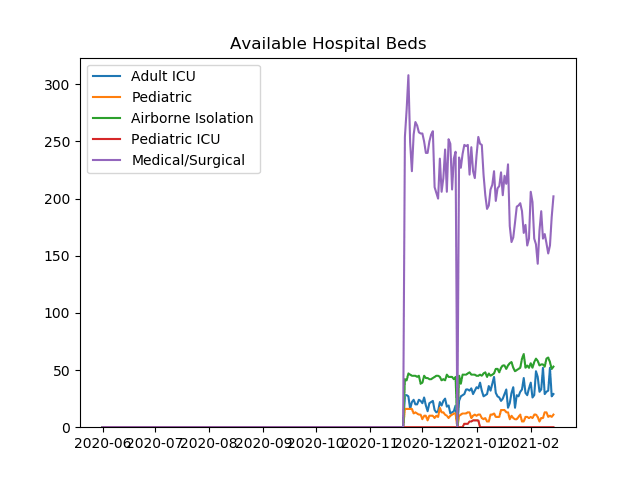 Available Hospital Beds
Adult ICU
Pediatric
Airborne Isolation
Pediatric ICU
Medical/Surgical
300
250
200
150
100
50
0
2020-06 2020-07 2020-08 2020-09 2020-10 2020-11 2020-12 2021-01 2021-02